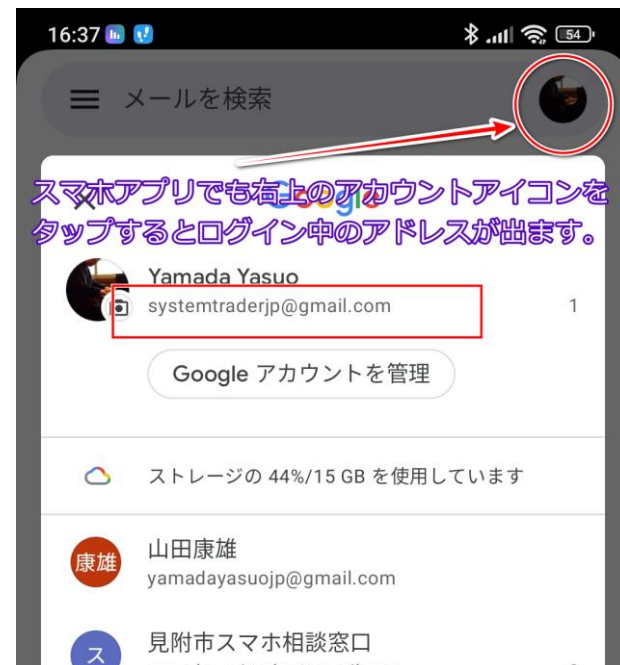 16:37
54
メールを検索
スマホアプリでも右上のアカウントアイコンを
Google
タップするとログイン中のアドレスが出ます。
Yamada Yasuo
systemtraderjp@gmail.com
1
Google アカウントを管理
ストレージの 44%/15 GB を使用しています
康雄
山田康雄
yamadayasuojp@gmail.com
ス
見附市スマホ相談窓口